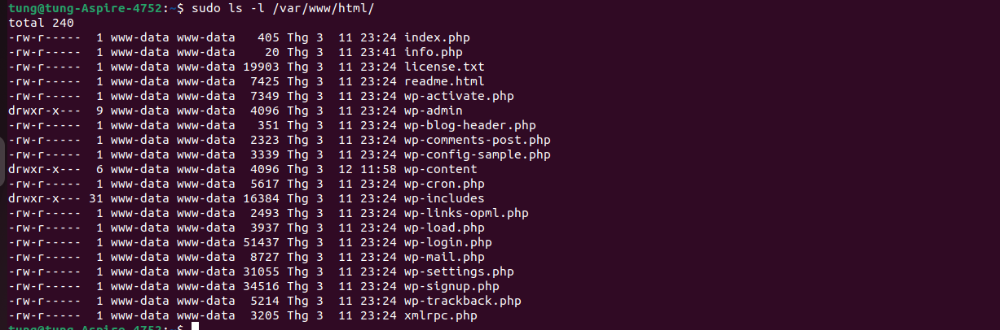 tung@tung-Aspire-4752:~$ sudo ls -l /var/www/html/
total 240
-rw-r-----  1 www-data www-data   405 Thg 3  11 23:24 index.php
-rw-r-----  1 www-data www-data    20 Thg 3  11 23:41 info.php
-rw-r-----  1 www-data www-data 19903 Thg 3  11 23:24 license.txt
-rw-r-----  1 www-data www-data  7425 Thg 3  11 23:24 readme.html
-rw-r-----  1 www-data www-data  7349 Thg 3  11 23:24 wp-activate.php
drwxr-x---  9 www-data www-data  4096 Thg 3  11 23:24 wp-admin
-rw-r-----  1 www-data www-data   351 Thg 3  11 23:24 wp-blog-header.php
-rw-r-----  1 www-data www-data  2323 Thg 3  11 23:24 wp-comments-post.php
-rw-r-----  1 www-data www-data  3339 Thg 3  11 23:24 wp-config-sample.php
drwxr-x---  6 www-data www-data  4096 Thg 3  12 11:58 wp-content
-rw-r-----  1 www-data www-data  5617 Thg 3  11 23:24 wp-cron.php
drwxr-x--- 31 www-data www-data 16384 Thg 3  11 23:24 wp-includes
-rw-r-----  1 www-data www-data  2493 Thg 3  11 23:24 wp-links-opml.php
-rw-r-----  1 www-data www-data  3937 Thg 3  11 23:24 wp-load.php
-rw-r-----  1 www-data www-data 51437 Thg 3  11 23:24 wp-login.php
-rw-r-----  1 www-data www-data  8727 Thg 3  11 23:24 wp-mail.php
-rw-r-----  1 www-data www-data 31055 Thg 3  11 23:24 wp-settings.php
-rw-r-----  1 www-data www-data 34516 Thg 3  11 23:24 wp-signup.php
-rw-r-----  1 www-data www-data  5214 Thg 3  11 23:24 wp-trackback.php
-rw-r-----  1 www-data www-data  3205 Thg 3  11 23:24 xmlrpc.php
tung@tung-Aspire-4752:~$